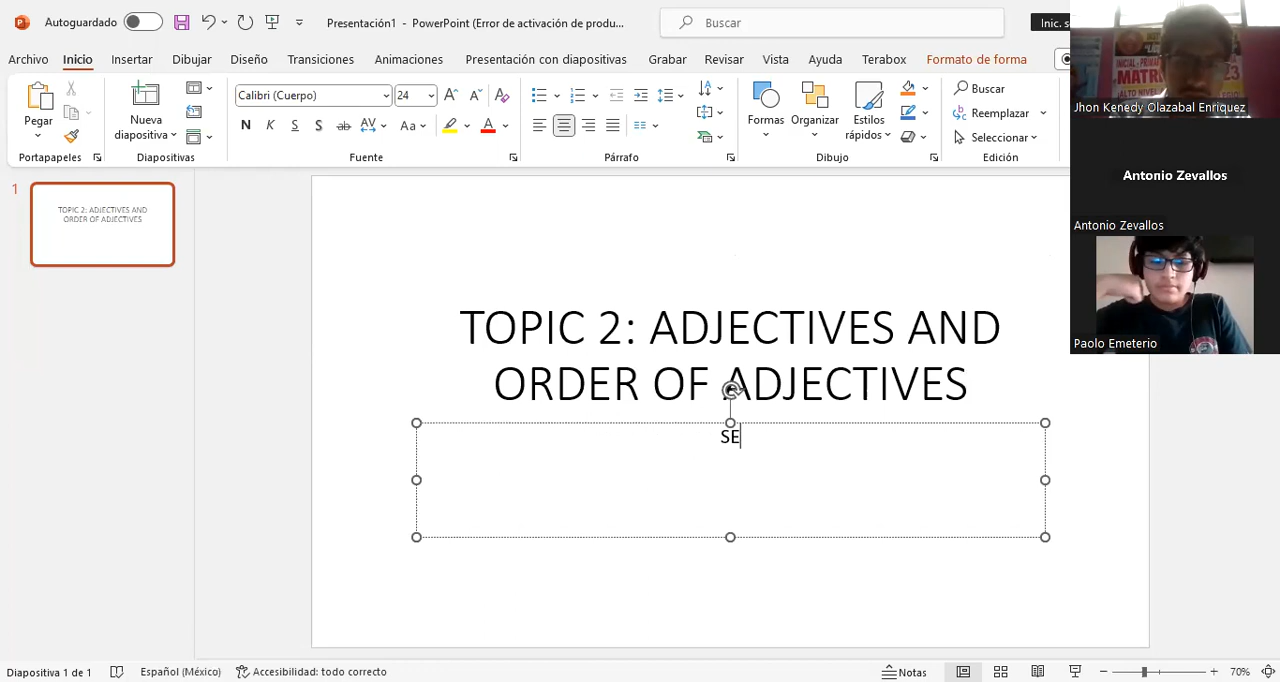 Autoguardado
Presentación1 - PowerPoint (Error de activación de produ...
Buscar
Inic. s
Archivo Inicio Insertar Dibujar Diseño Transiciones Animaciones Presentación con diapositivas Grabar Revisar Vista Ayuda Terabox Formato de forma
Pegar
Nueva
diapositiva
Calibri (Cuerpo) 24
N K S S ab AV Aa A
Formas Organizar Estilos
rápidos
Buscar
Reemplazar
Seleccionar
Portapapeles Diapositivas Fuente Párrafo Dibujo Edición
Jhon Kenedy Olazabal Enriquez
Antonio Zevallos
Antonio Zevallos
Paolo Emeterio
1
TOPIC 2: ADJECTIVES AND
ORDER OF ADJECTIVES
TOPIC 2: ADJECTIVES AND
ORDER OF ADJECTIVES
SE
Diapositiva 1 de 1 Español (México) Accesibilidad: todo correcto Notas 70%